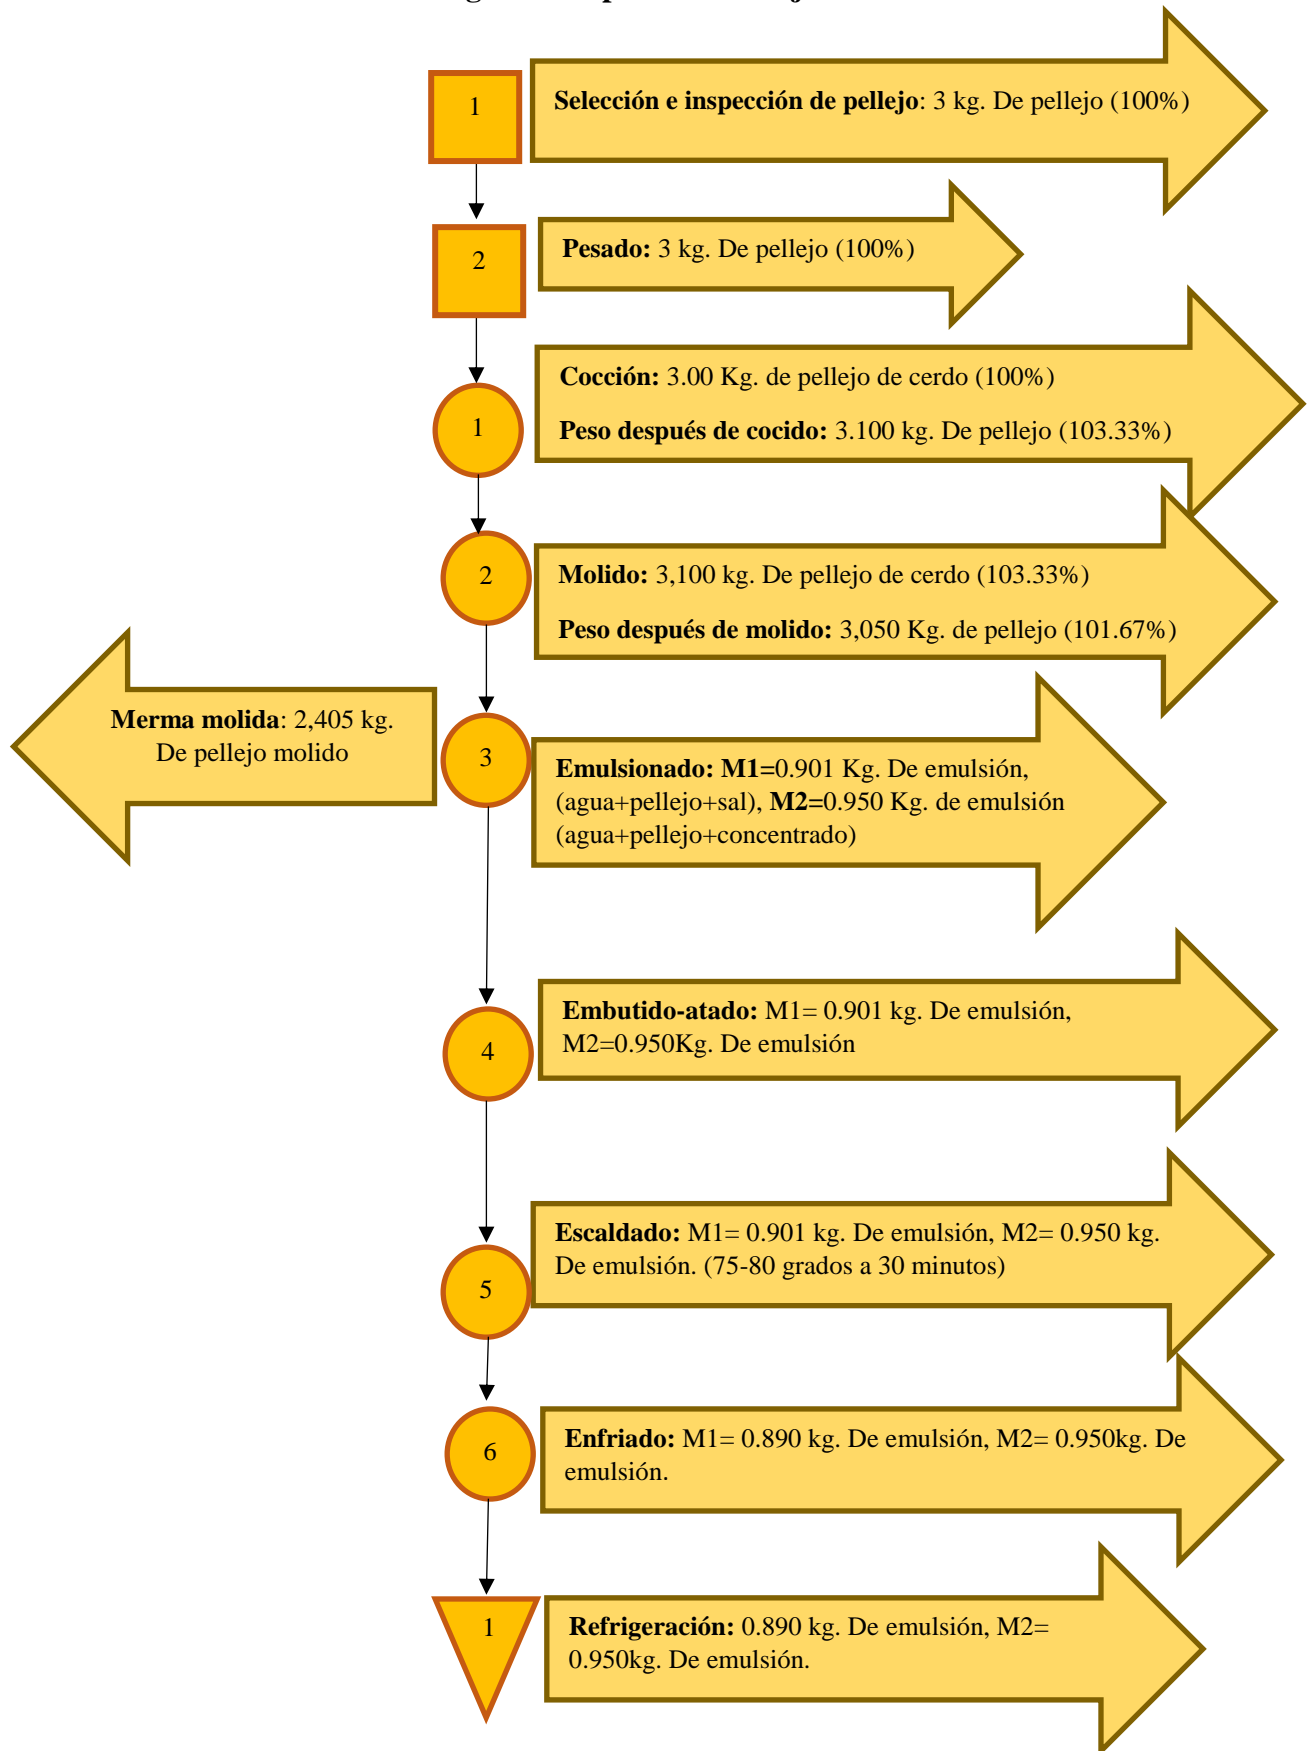 1
Selección e inspección de pellejo: 3 kg. De pellejo (100%)
2
Pesado: 3 kg. De pellejo (100%)
1
Cocción: 3.00 Kg. de pellejo de cerdo (100%)
Peso después de cocido: 3.100 kg. De pellejo (103.33%)
2
Molido: 3,100 kg. De pellejo de cerdo (103.33%)
Peso después de molido: 3,050 Kg. de pellejo (101.67%)
Merma molida: 2,405 kg.
De pellejo molido
3
Emulsionado: M1=0.901 Kg. De emulsión,
(agua+pellejo+sal), M2=0.950 Kg. de emulsión
(agua+pellejo+concentrado)
4
Embutido-atado: M1= 0.901 kg. De emulsión,
M2=0.950Kg. De emulsión
5
Escaldado: M1= 0.901 kg. De emulsión, M2= 0.950 kg.
De emulsión. (75-80 grados a 30 minutos)
6
Enfriado: M1= 0.890 kg. De emulsión, M2= 0.950kg. De
emulsión.
1
Refrigeración: 0.890 kg. De emulsión, M2=
0.950kg. De emulsión.